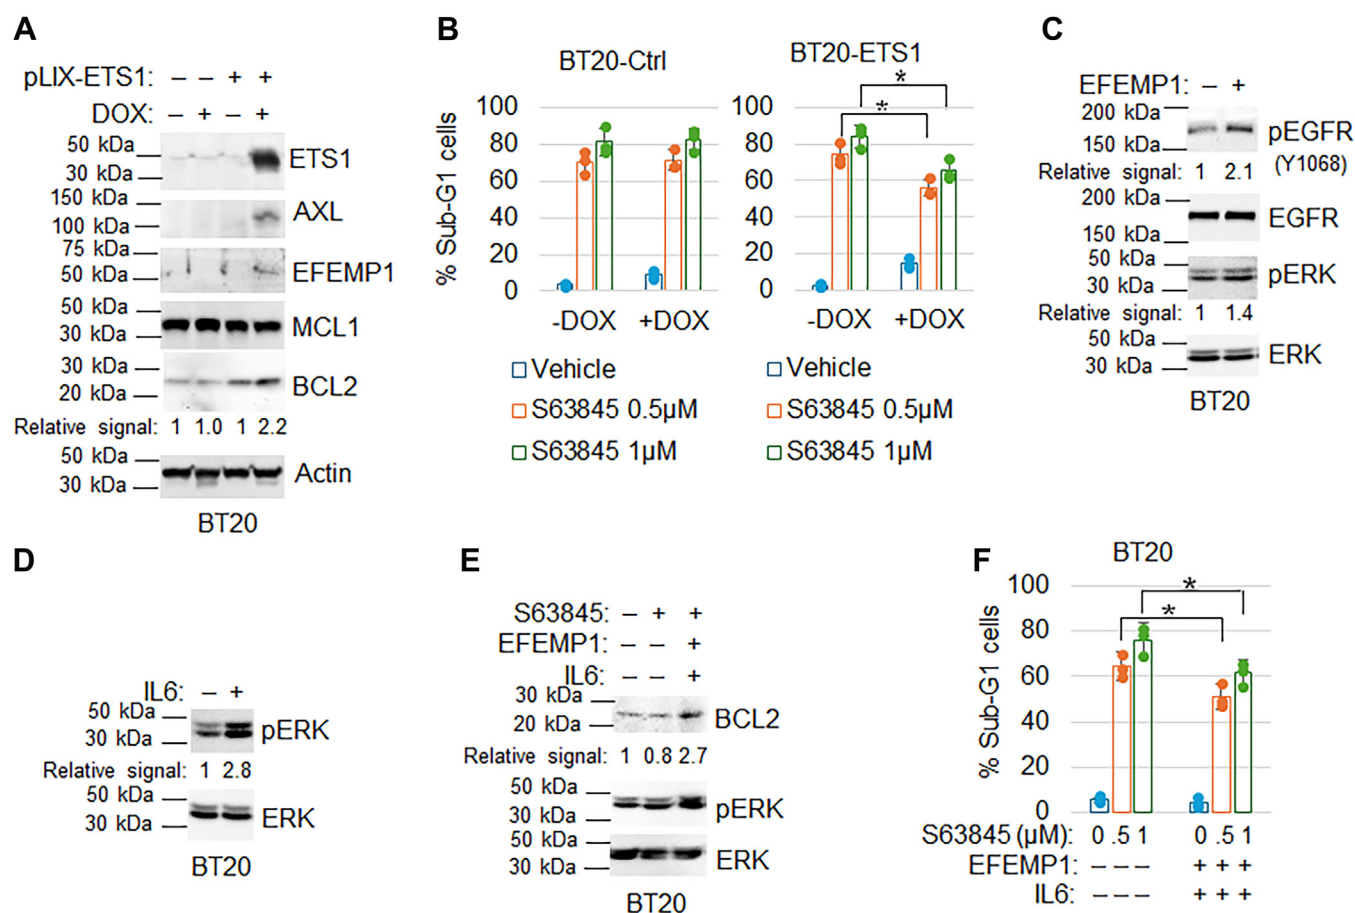 A
pLIX-ETS1: – – + +
DOX: – + – +
50 kDa
30 kDa
ETS1
150 kDa
100 kDa
AXL
75 kDa
50 kDa
EFEMP1
50 kDa
30 kDa
MCL1
30 kDa
20 kDa
BCL2
Relative signal: 1 1.0 1 2.2
50 kDa
30 kDa
Actin
BT20
B
BT20-Ctrl
BT20-ETS1
% Sub-G1 cells
100
80
60
40
20
0
-DOX +DOX
Vehicle
S63845 0.5µM
S63845 1µM
100
80
60
40
20
0
*
*
-DOX +DOX
Vehicle
S63845 0.5µM
S63845 1µM
C
EFEMP1: – +
200 kDa
150 kDa
pEGFR
(Y1068)
Relative signal: 1 2.1
200 kDa
150 kDa
EGFR
50 kDa
30 kDa
pERK
Relative signal: 1 1.4
50 kDa
30 kDa
ERK
BT20
D
IL6: – +
50 kDa
30 kDa
pERK
Relative signal: 1 2.8
50 kDa
30 kDa
ERK
BT20
E
S63845: – + +
EFEMP1: – – +
IL6: – – +
30 kDa
20 kDa
BCL2
Relative signal: 1 0.8 2.7
50 kDa
30 kDa
pERK
50 kDa
30 kDa
ERK
BT20
F
BT20
% Sub-G1 cells
100
80
60
40
20
0
*
*
S63845 (µM): 0 .5 1 0 .5 1
EFEMP1: – – – + + +
IL6: – – – + + +